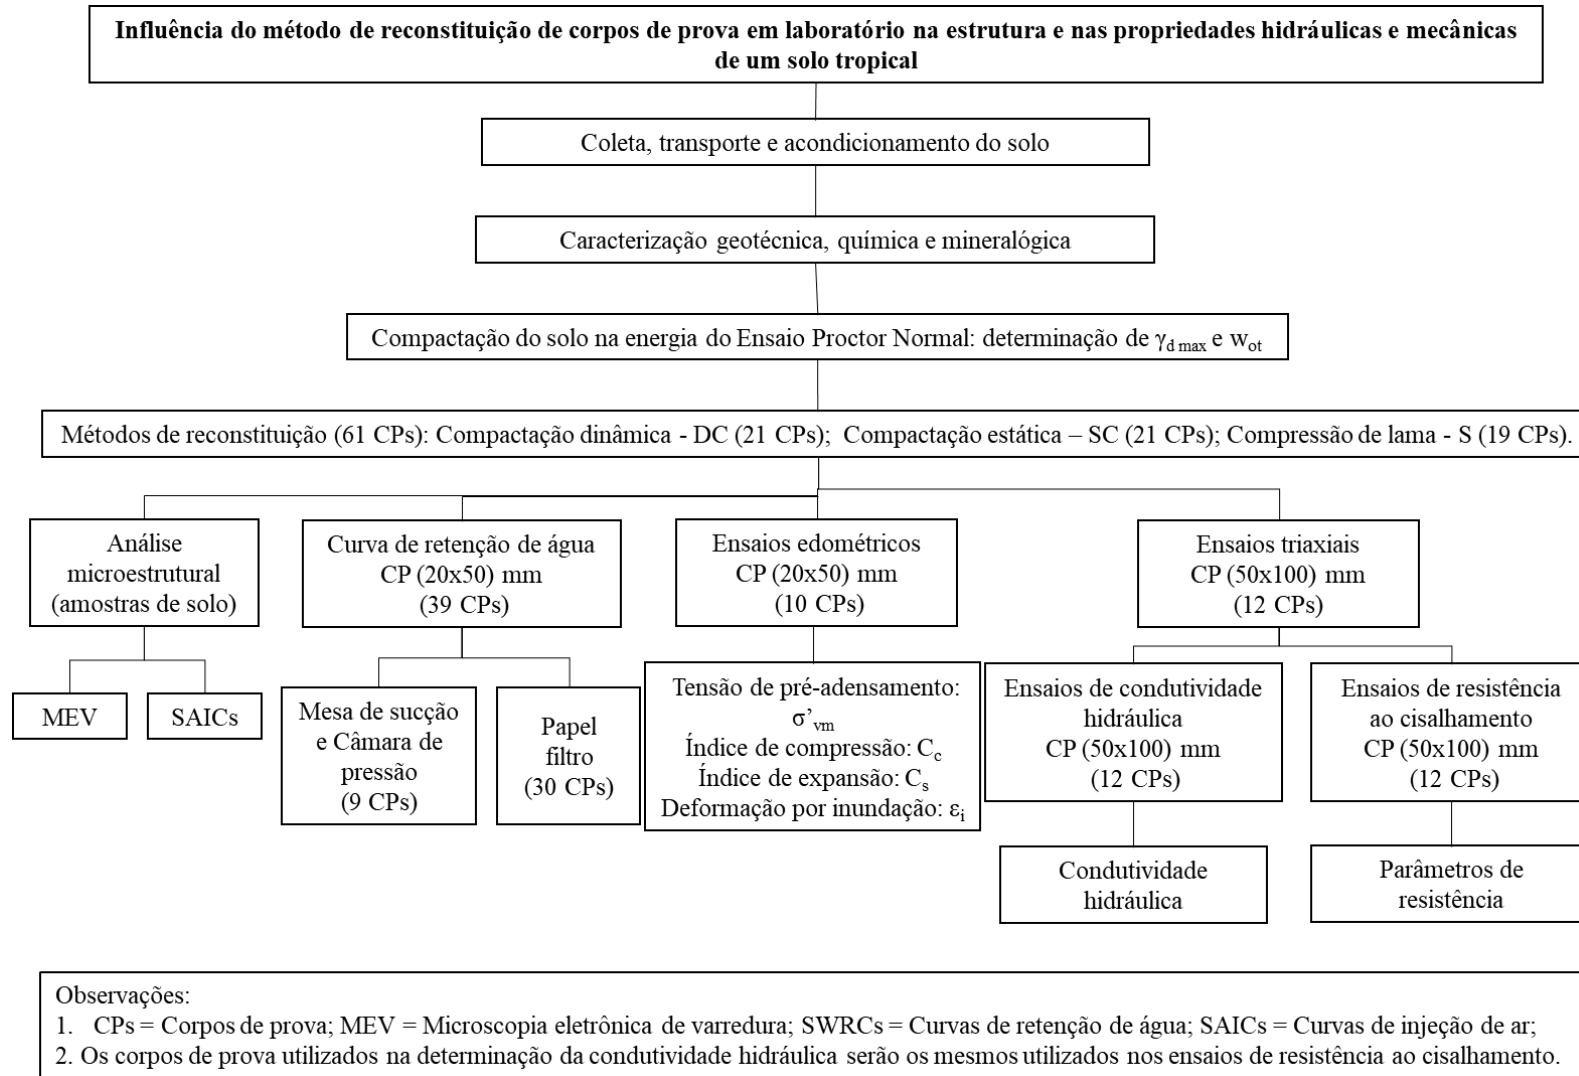 Influência do método de reconstituição de corpos de prova em laboratório na estrutura e nas propriedades hidráulicas e mecânicas
de um solo tropical
Coleta, transporte e acondicionamento do solo
Caracterização geotécnica, química e mineralógica
Compactação do solo na energia do Ensaio Proctor Normal: determinação de γd max e wot
Métodos de reconstituição (61 CPs): Compactação dinâmica - DC (21 CPs); Compactação estática – SC (21 CPs); Compressão de lama - S (19 CPs).
Análise
microestrutural
(amostras de solo)
Curva de retenção de água
CP (20x50) mm
(39 CPs)
Ensaios edométricos
CP (20x50) mm
(10 CPs)
Ensaios triaxiais
CP (50x100) mm
(12 CPs)
MEV
SAICs
Mesa de sucção
e Câmara de
pressão
(9 CPs)
Papel
filtro
(30 CPs)
Tensão de pré-adensamento:
σ’vm
Índice de compressão: Cc
Índice de expansão: Cs
Deformação por inundação: εi
Ensaios de condutividade
hidráulica
CP (50x100) mm
(12 CPs)
Ensaios de resistência
ao cisalhamento
CP (50x100) mm
(12 CPs)
Condutividade
hidráulica
Parâmetros de
resistência
Observações:
1. CPs = Corpos de prova; MEV = Microscopia eletrônica de varredura; SWRCs = Curvas de retenção de água; SAICs = Curvas de injeção de ar;
2. Os corpos de prova utilizados na determinação da condutividade hidráulica serão os mesmos utilizados nos ensaios de resistência ao cisalhamento.